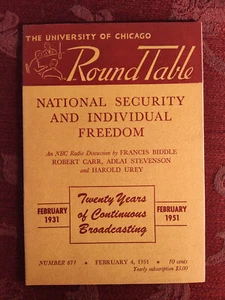 THE UNIVERSITY OF CHICAGO
Round Table
NATIONAL SECURITY
AND INDIVIDUAL
FREEDOM
An NBC Radio Discussion by FRANCIS BIDDLE
ROBERT CARR, ADLAI STEVENSON
and HAROLD UREY
FEBRUARY
1931
Twenty Years
of Continuous
Broadcasting
FEBRUARY
1951
NUMBER 671 • FEBRUARY 4, 1951 • 10 cents
Yearly subscription $3.00